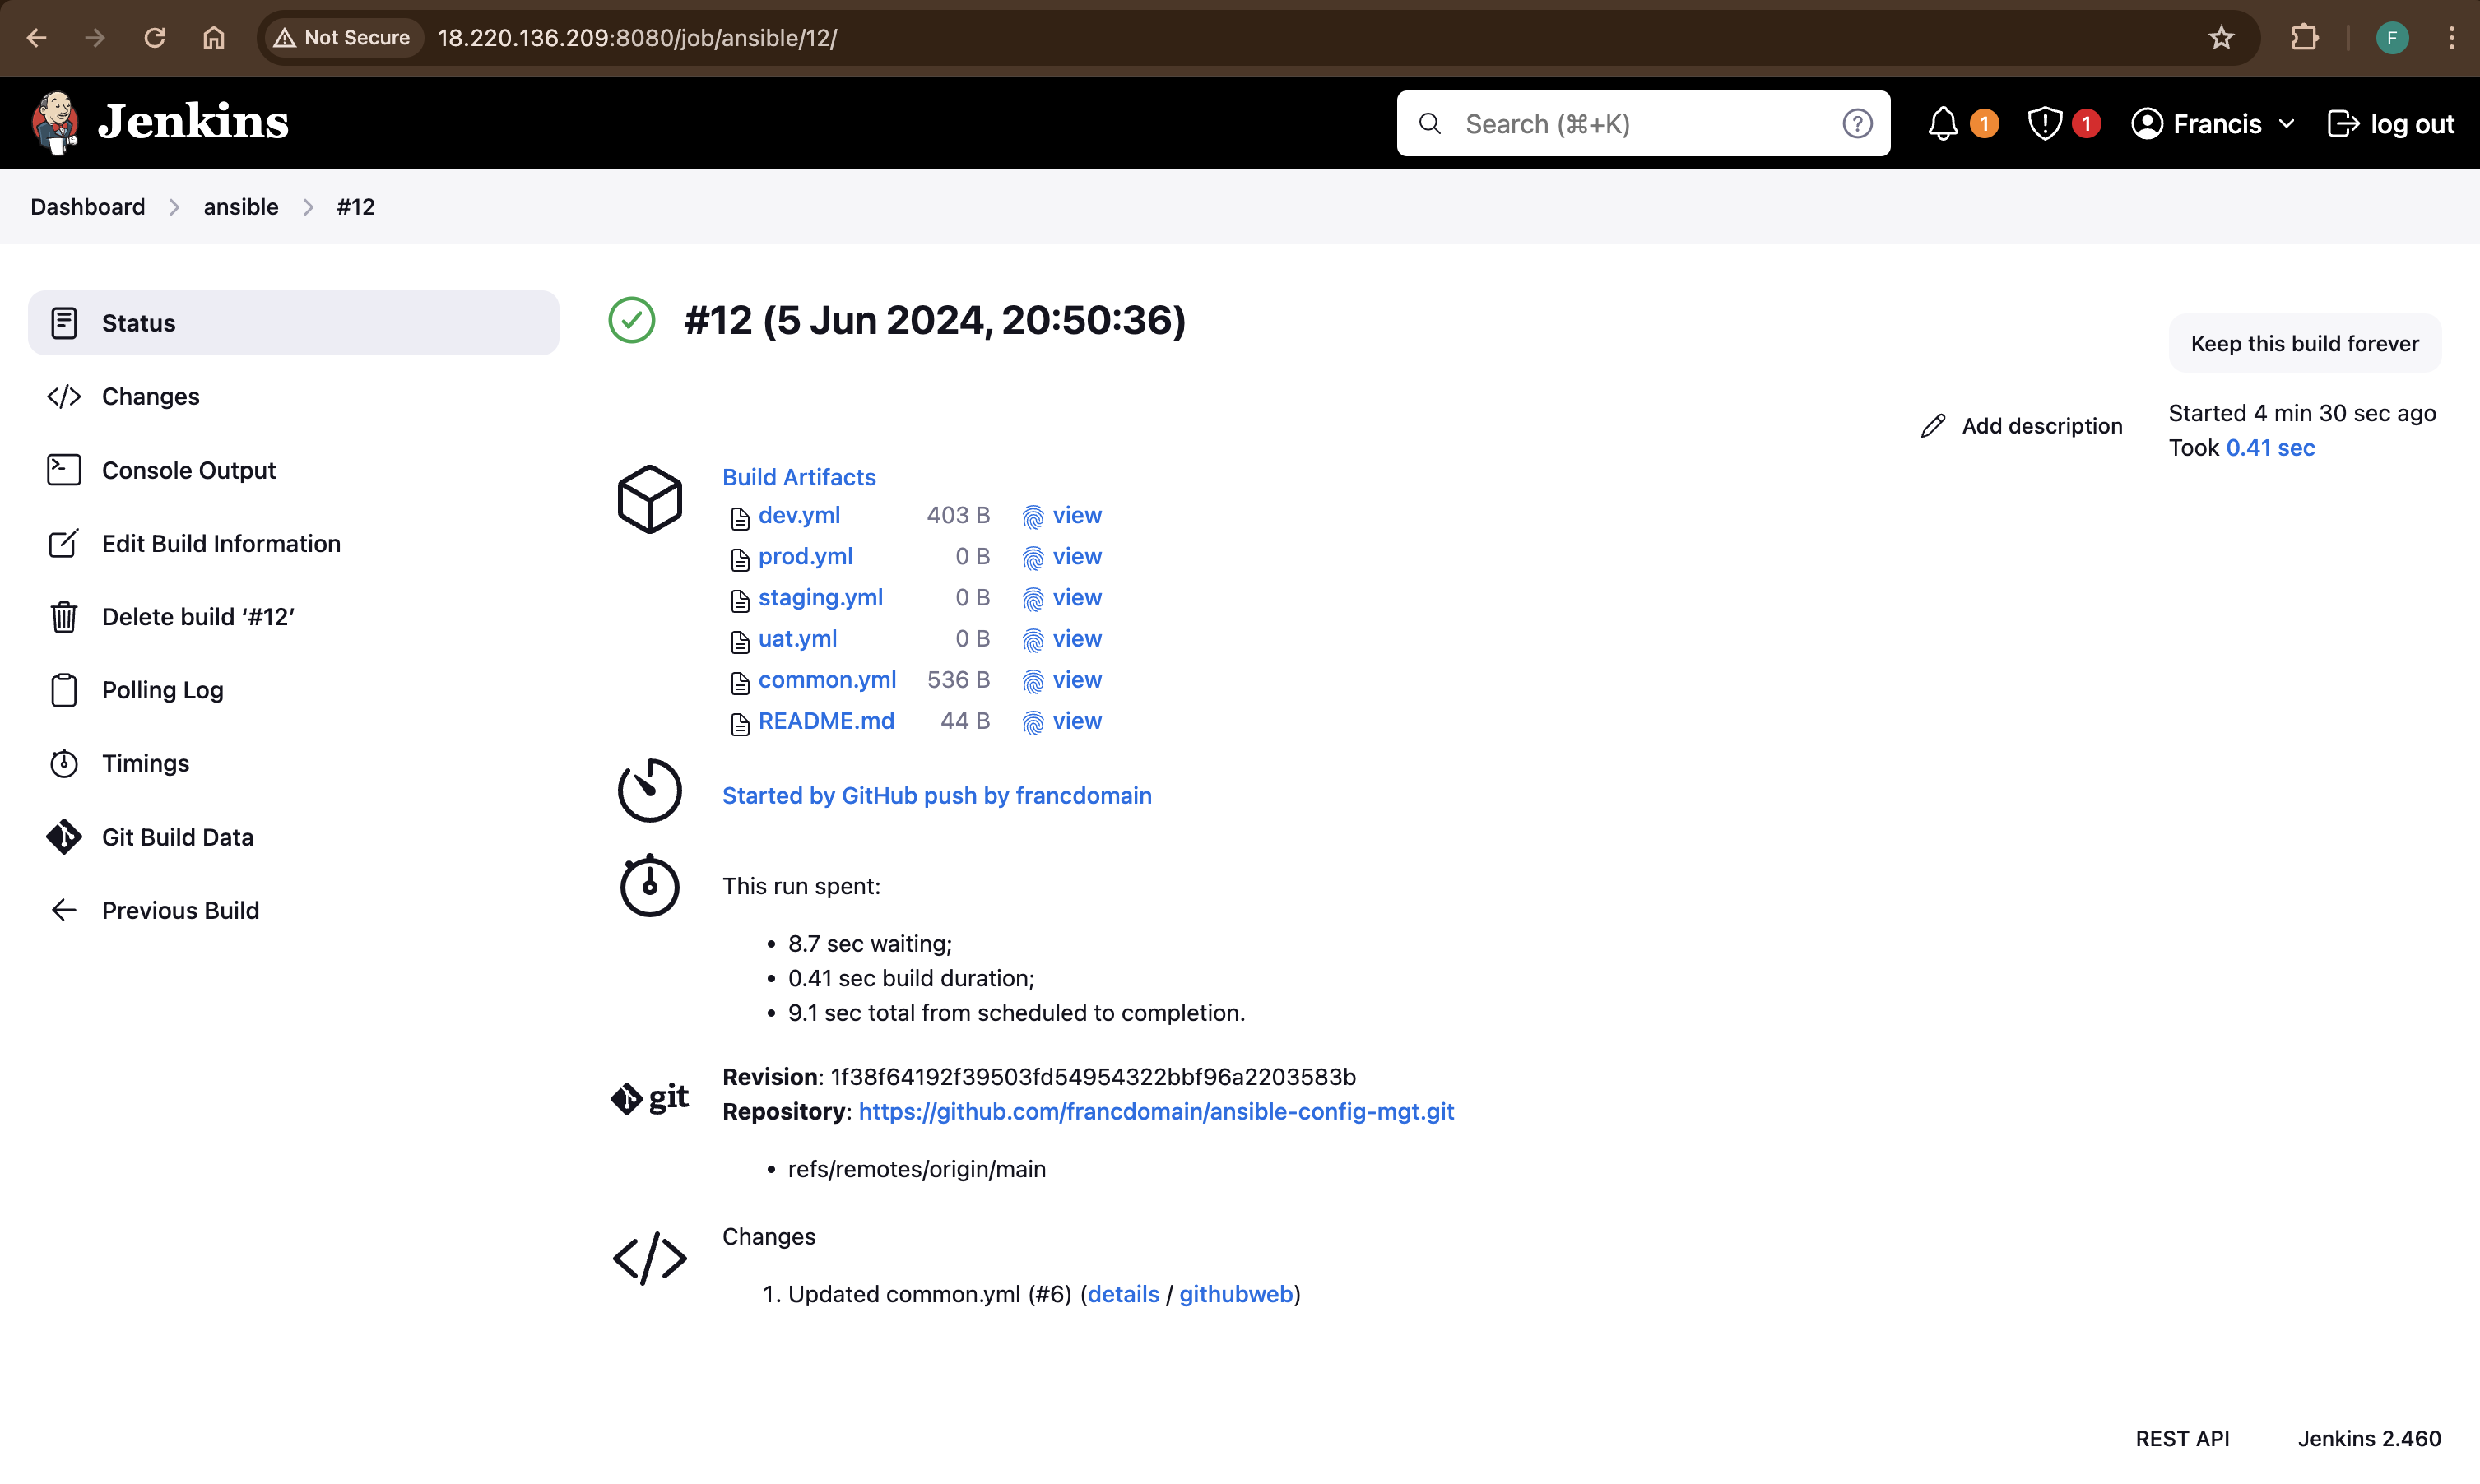 Not Secure 18.220.136.209:8080/job/ansible/12/ F
Jenkins Search (⌘+K) ? 1 1 Francis log out
Dashboard ansible #12
Status
Changes
Console Output
Edit Build Information
Delete build ‘#12’
Polling Log
Timings
Git Build Data
Previous Build
#12 (5 Jun 2024, 20:50:36)
Keep this build forever
Add description
Started 4 min 30 sec ago
Took 0.41 sec
Build Artifacts
dev.yml 403 B view
prod.yml 0 B view
staging.yml 0 B view
uat.yml 0 B view
common.yml 536 B view
README.md 44 B view
Started by GitHub push by francdomain
This run spent:
• 8.7 sec waiting;
• 0.41 sec build duration;
• 9.1 sec total from scheduled to completion.
git
Revision: 1f38f64192f39503fd54954322bbf96a2203583b
Repository: https://github.com/francdomain/ansible-config-mgt.git
• refs/remotes/origin/main
Changes
1. Updated common.yml (#6) (details / githubweb)
REST API Jenkins 2.460